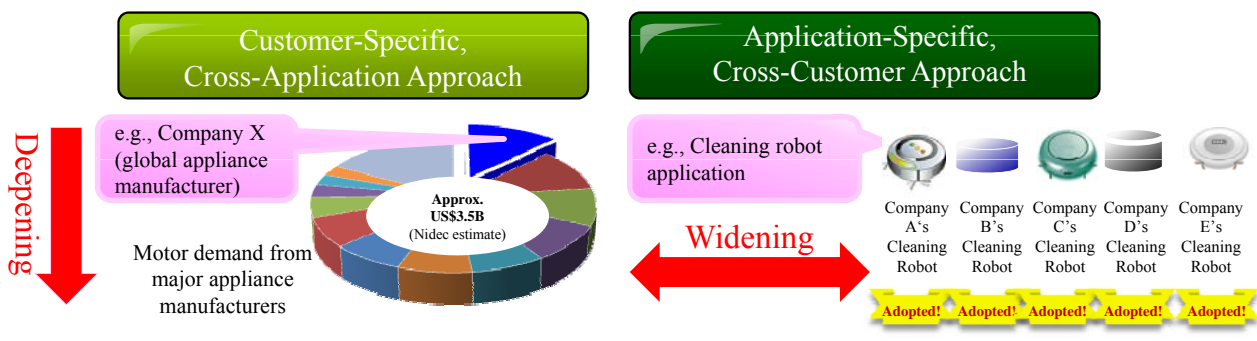 Customer-Specific,
Cross-Application Approach
Application-Specific,
Cross-Customer Approach
Deepening
e.g., Company X
(global appliance
manufacturer)
Approx.
US$3.5B
(Nidec estimate)
Motor demand from
major appliance
manufacturers
e.g., Cleaning robot
application
Widening
Company
A‘s
Cleaning
Robot
Company
B’s
Cleaning
Robot
Company
C’s
Cleaning
Robot
Company
D’s
Cleaning
Robot
Company
E’s
Cleaning
Robot
Adopted!
Adopted!
Adopted!
Adopted!
Adopted!